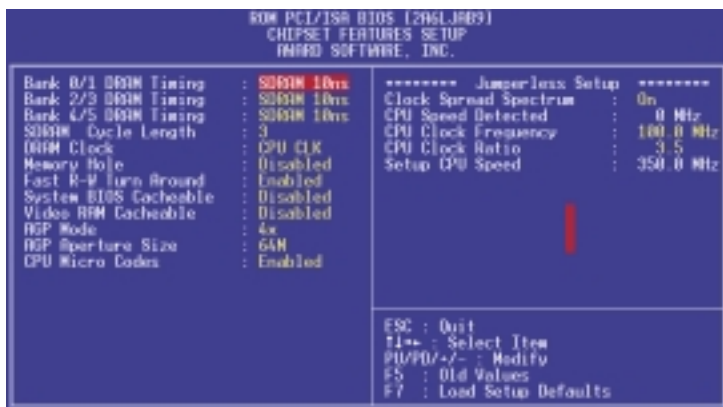 ROM PCI/ISA BIOS [2A6LJAB9]
CHIPSET FEATURES SETUP
AWARD SOFTWARE, INC.
Bank 0/1 DRAM Timing : SDRAM 10ns
Bank 2/3 DRAM Timing : SDRAM 10ns
Bank 4/5 DRAM Timing : SDRAM 10ns
SDRAM Cycle Length : 3
DRAM Clock : CPU CLK
Memory Hole : Disabled
Fast R-W Turn Around : Enabled
System BIOS Cacheable : Disabled
Video RAM Cacheable : Disabled
AGP Mode : 4x
AGP Aperture Size : 64M
CPU Micro Codes : Enabled
******** Jumperless Setup ********
Clock Spread Spectrum : On
CPU Speed Detected : 0 MHz
CPU Clock Frequency : 100.0 MHz
CPU Clock Ratio : 3.5
Setup CPU Speed : 350.0 MHz
ESC : Quit
↑↓→← : Select Item
PU/PD/+/- : Modify
F5 : Old Values
F7 : Load Setup Defaults